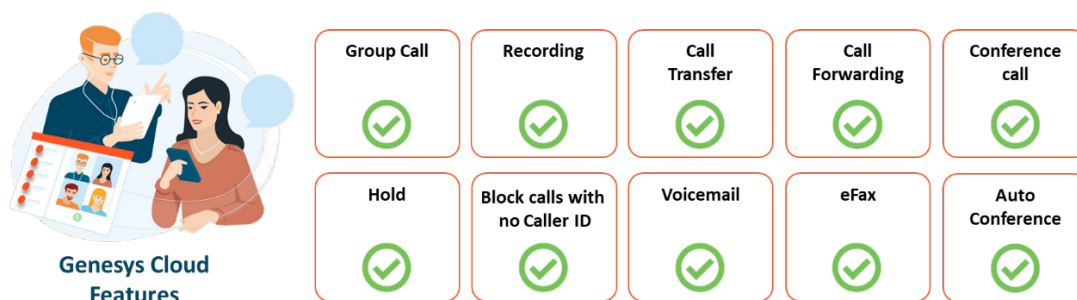 Group Call
Recording
Call
Transfer
Call
Forwarding
Conference
call
Hold
Block calls with
no Caller ID
Voicemail
eFax
Auto
Conference
Genesys Cloud
Features